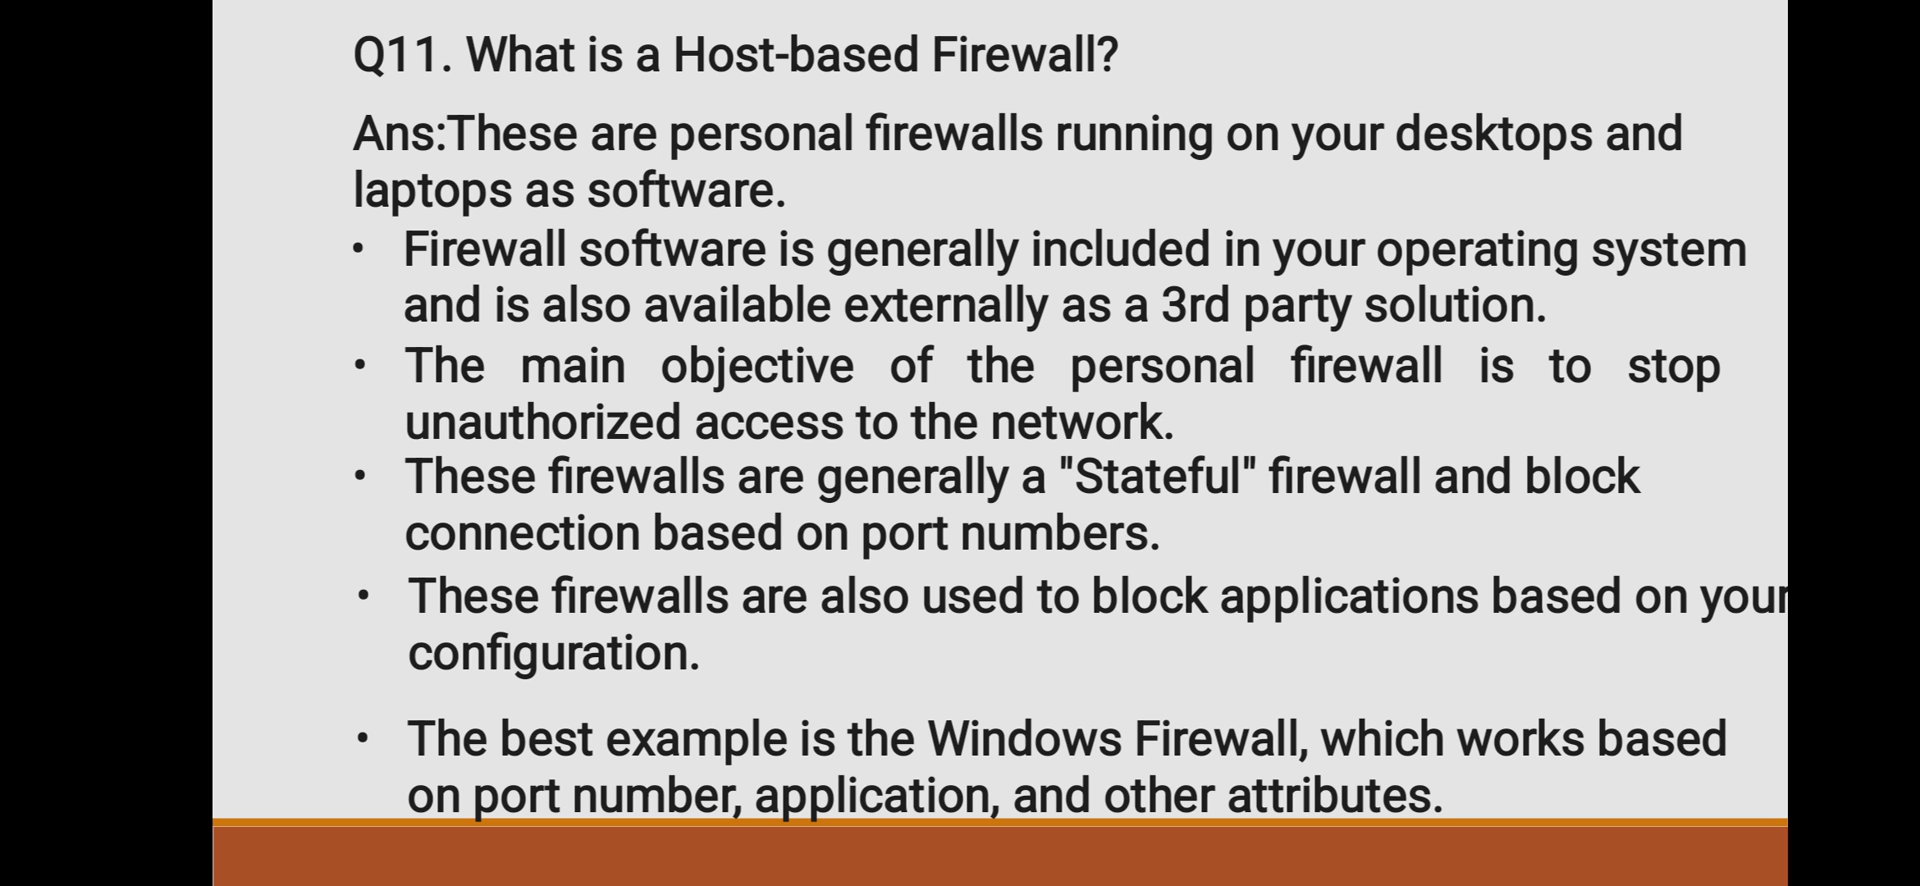 Q11. What is a Host-based Firewall?
Ans:These are personal firewalls running on your desktops and
laptops as software.
• Firewall software is generally included in your operating system
and is also available externally as a 3rd party solution.
• The main objective of the personal firewall is to stop
unauthorized access to the network.
• These firewalls are generally a "Stateful" firewall and block
connection based on port numbers.
• These firewalls are also used to block applications based on your
configuration.
• The best example is the Windows Firewall, which works based
on port number, application, and other attributes.